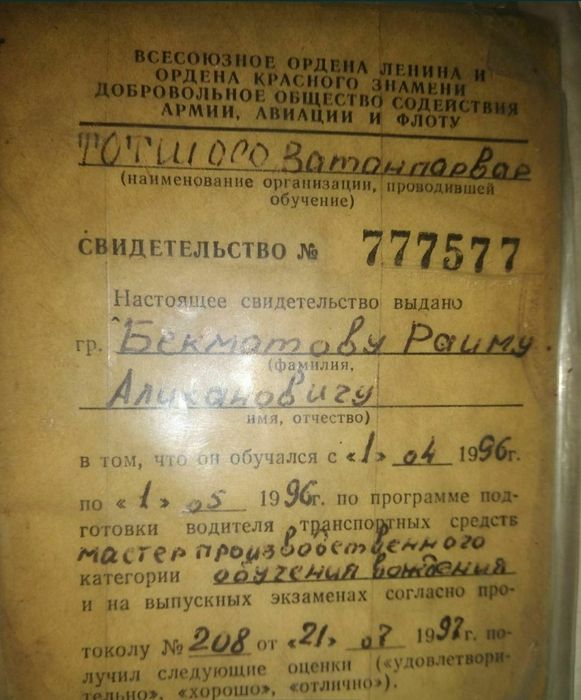 ВСЕСОЮЗНОЕ ОРДЕНА ЛЕНИНА И
ОРДЕНА КРАСНОГО ЗНАМЕНИ
ДОБРОВОЛЬНОЕ ОБЩЕСТВО СОДЕЙСТВИЯ
АРМИИ, АВИАЦИИ И ФЛОТУ
ТОТШ ОСО Ватанпарвар
(наименование организации, проводившей
обучение)
СВИДЕТЕЛЬСТВО № 777577
Настоящее свидетельство выдано
гр. Бекматову Раиму
(фамилия,
Алихановичу
имя, отчество)
в том, что он обучался с «1» 04 1996г.
по «1» 05 1996г. по программе под-
готовки водителя транспортных средств
мастер производственного
категории обучения вождения
и на выпускных экзаменах согласно про-
токолу № 208 от «21» 07 1997г. по-
лучил следующие оценки («удовлетвори-
тельно», «хорошо», «отлично»).